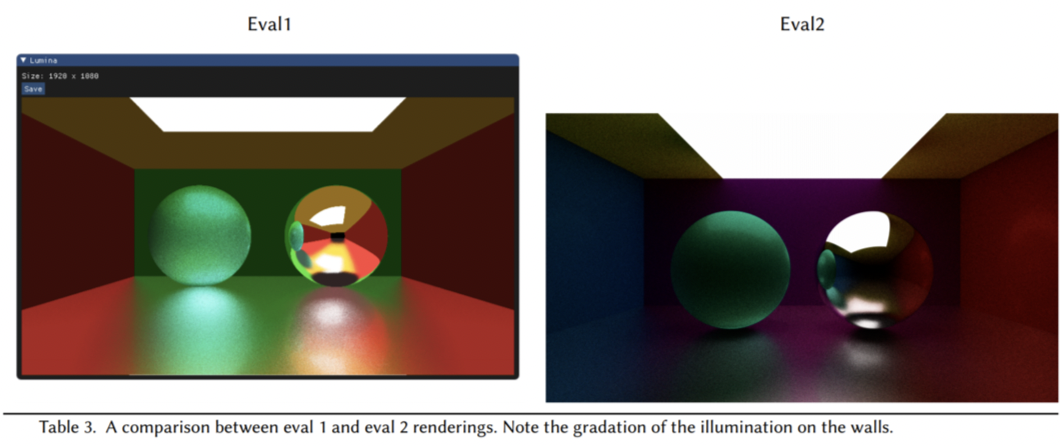 Eval1
Eval2
▼ Lumina
Size: 1920 x 1080
Save
Table 3. A comparison between eval 1 and eval 2 renderings. Note the gradation of the illumination on the walls.